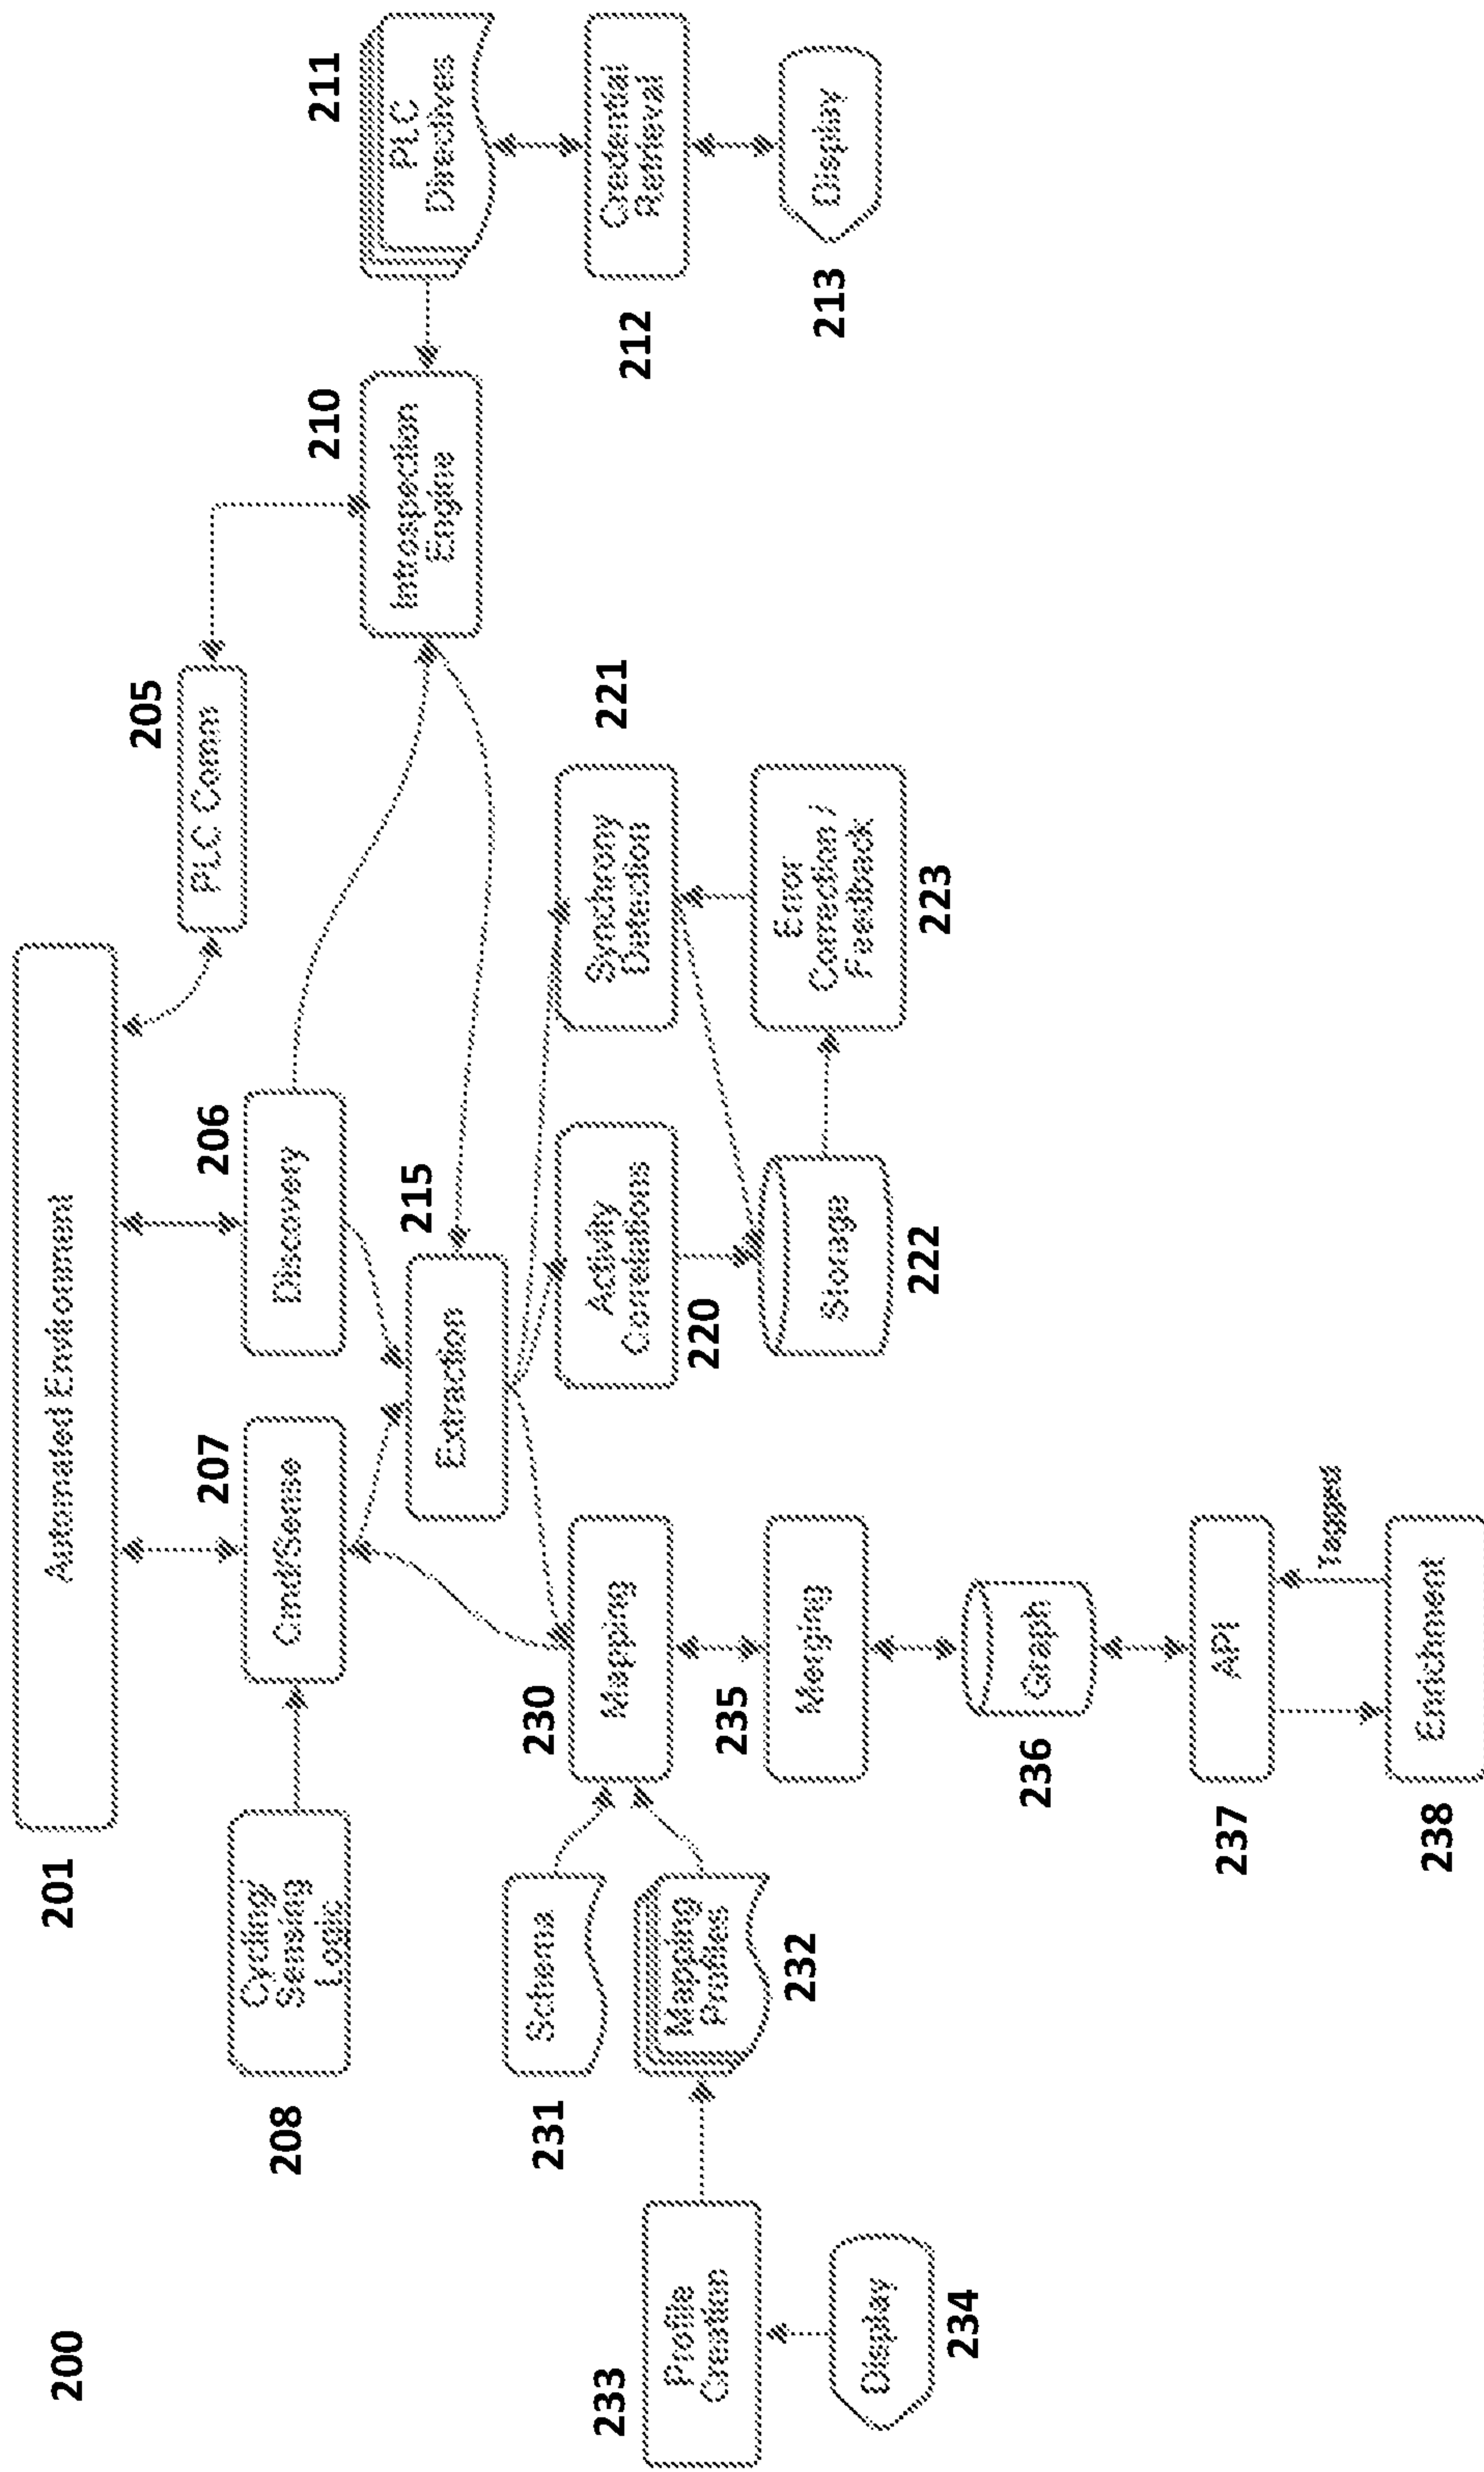 200
201
Automated Environment
205
PLC Comm
206
Discovery
207
Cmd/Sense
208
Cycling/
Sensing
Logic
210
Introspection
Engine
211
PLC
Directives
212
Credential
Retrieval
213
Display
215
Extraction
221
Synchrony
Detection
220
Activity
Correlations
222
Storage
223
Error
Correction /
Feedback
230
Mapping
231
Schema
232
Mapping
Profiles
233
Profile
Creation
234
Display
235
Merging
236
Graph
237
API
Tagged
238
Enrichment